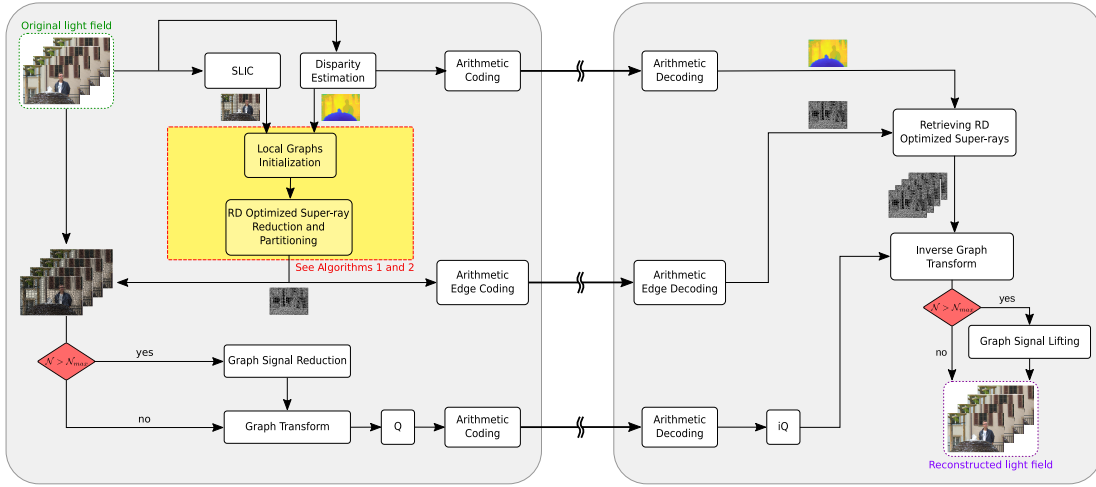 Original light field
SLIC
Disparity
Estimation
Arithmetic
Coding
Local Graphs
Initialization
RD Optimized Super-ray
Reduction and
Partitioning
See Algorithms 1 and 2
Arithmetic
Edge Coding
N > Nmax
yes
no
Graph Signal Reduction
Graph Transform
Q
Arithmetic
Coding
Arithmetic
Decoding
Retrieving RD
Optimized Super-rays
Arithmetic
Edge Decoding
Inverse Graph
Transform
N > Nmax
yes
no
Graph Signal Lifting
Arithmetic
Decoding
iQ
Reconstructed light field